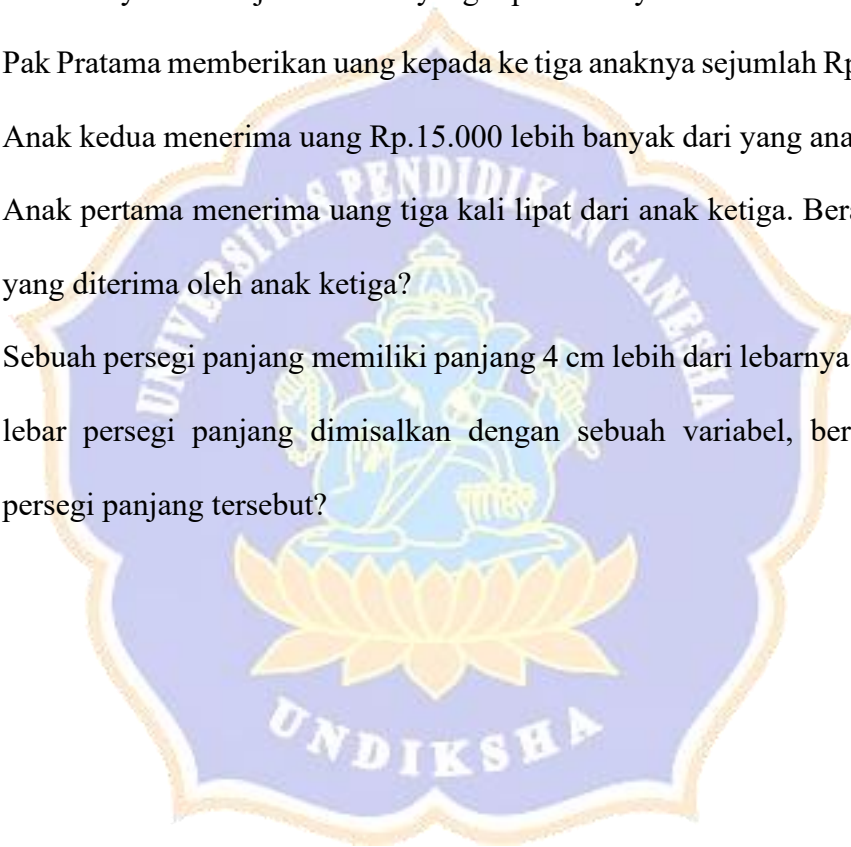 Pak Pratama memberikan uang kepada ke tiga anaknya sejumlah Rp
Anak kedua menerima uang Rp.15.000 lebih banyak dari yang ana
Anak pertama menerima uang tiga kali lipat dari anak ketiga. Bera
yang diterima oleh anak ketiga?
Sebuah persegi panjang memiliki panjang 4 cm lebih dari lebarnya.
lebar persegi panjang dimisalkan dengan sebuah variabel, ber
persegi panjang tersebut?
UNIVERSITAS PENDIDIKAN GANESHA
UNDIKSHA